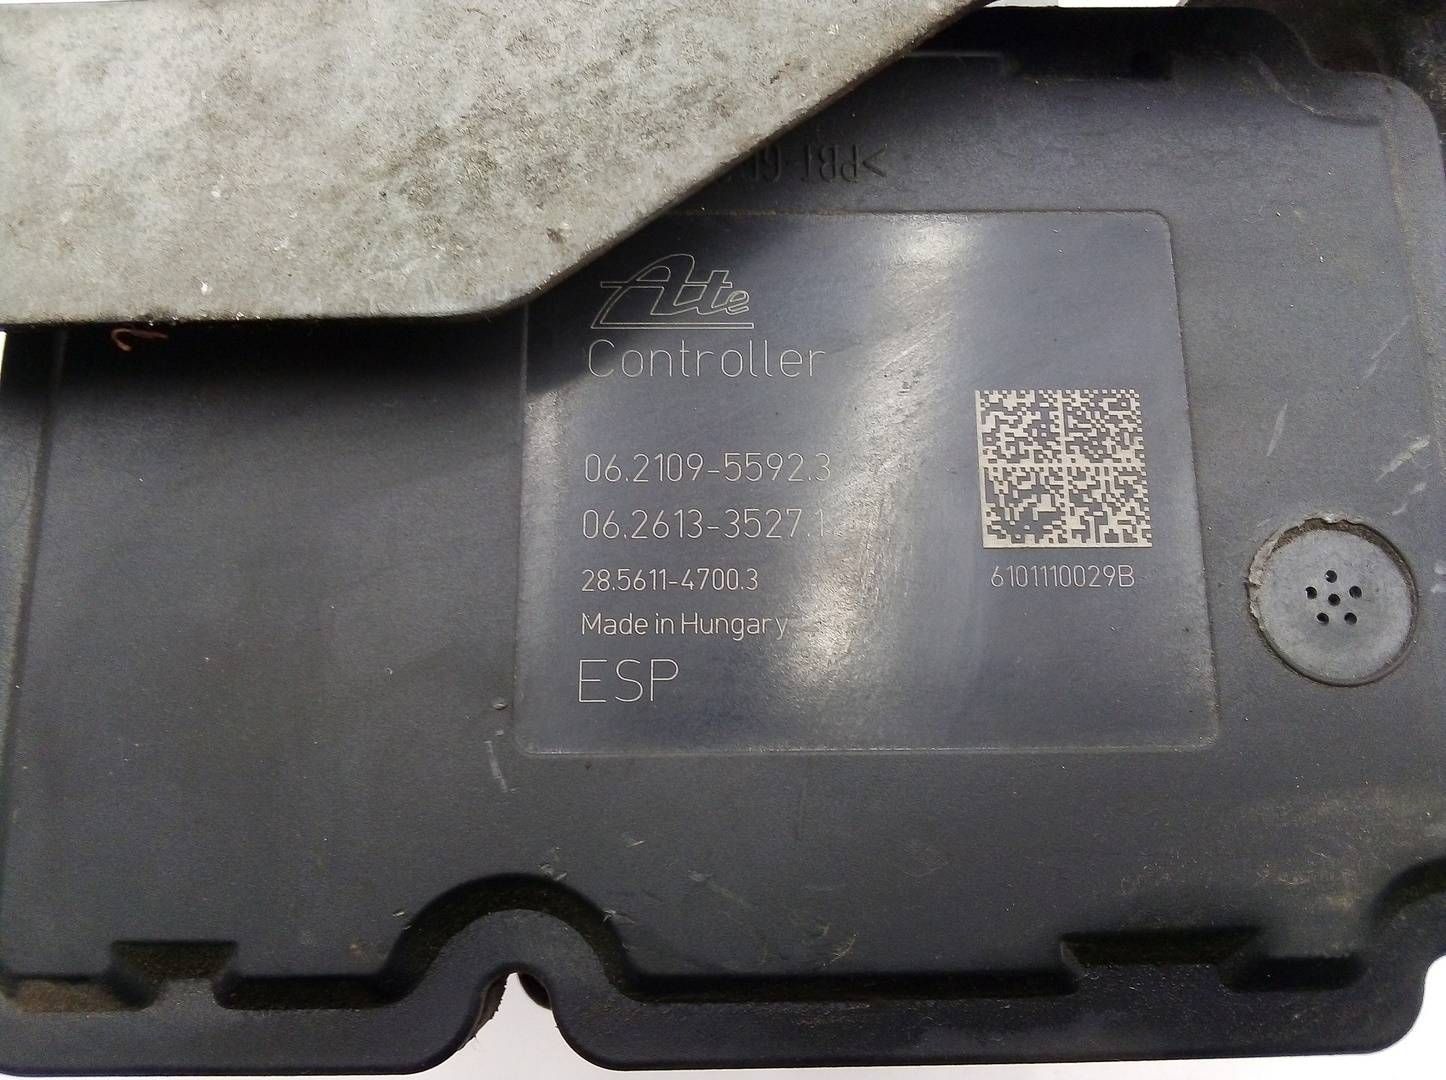 Ate
Controller
06.2109-5592.3
06.2613-3527.1
28.5611-4700.3
Made in Hungary
ESP
6101110029B